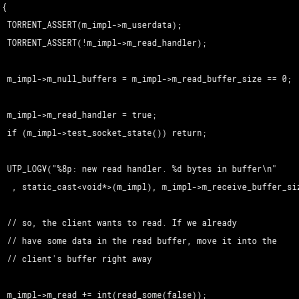 {
TORRENT_ASSERT(m_impl->m_userdata);
TORRENT_ASSERT(!m_impl->m_read_handler);
m_impl->m_null_buffers = m_impl->m_read_buffer_size == 0;
m_impl->m_read_handler = true;
if (m_impl->test_socket_state()) return;
UTP_LOGV("%8p: new read handler. %d bytes in buffer\n"
, static_cast<void*>(m_impl), m_impl->m_receive_buffer_siz
// so, the client wants to read. If we already
// have some data in the read buffer, move it into the
// client's buffer right away
m_impl->m_read += int(read_some(false));